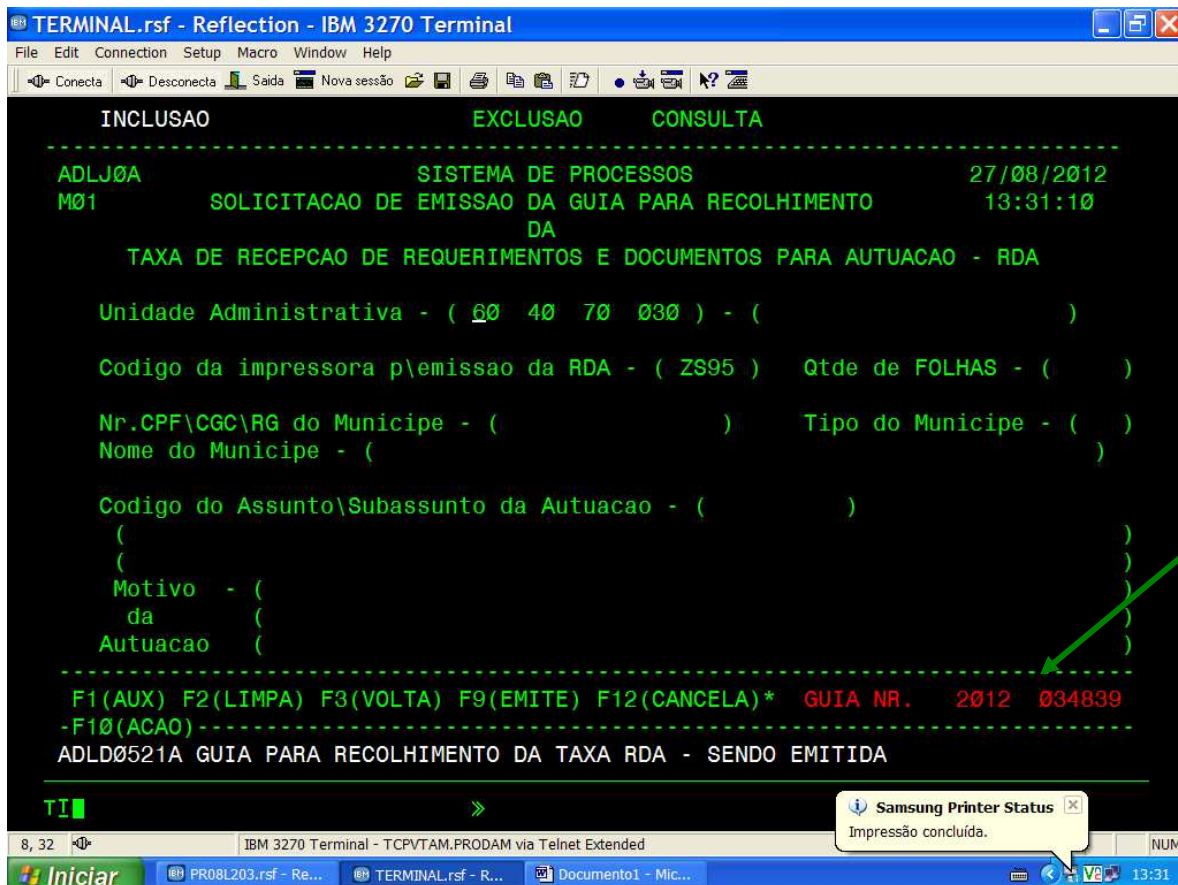 TERMINAL.rsf - Reflection - IBM 3270 Terminal
File Edit Connection Setup Macro Window Help
Conecta Desconecta Saida Nova sessão
INCLUSAO EXCLUSAO CONSULTA
ADLJ0A SISTEMA DE PROCESSOS 27/08/2012
M01 SOLICITACAO DE EMISSAO DA GUIA PARA RECOLHIMENTO 13:31:10
DA
TAXA DE RECEPCAO DE REQUERIMENTOS E DOCUMENTOS PARA AUTUACAO - RDA
Unidade Administrativa - ( 60 40 70 030 ) - ( )
Codigo da impressora p\emissao da RDA - ( ZS95 ) Qtde de FOLHAS - ( )
Nr.CPF\CGC\RG do Municipe - ( ) Tipo do Municipe - ( )
Nome do Municipe - ( )
Codigo do Assunto\Subassunto da Autuacao - ( )
( )
( )
Motivo - ( )
da ( )
Autuacao ( )
F1(AUX) F2(LIMPA) F3(VOLTA) F9(EMITE) F12(CANCELA)* GUIA NR. 2012 034839
-F10(ACAO)-
ADLD0521A GUIA PARA RECOLHIMENTO DA TAXA RDA - SENDO EMITIDA
TI »
Samsung Printer Status
Impressão concluída.
8, 32 IBM 3270 Terminal - TCPVTAM.PRODAM via Telnet Extended NUM
Iniciar PR08L203.rsf - Re... TERMINAL.rsf - R... Documento1 - Mic... 13:31